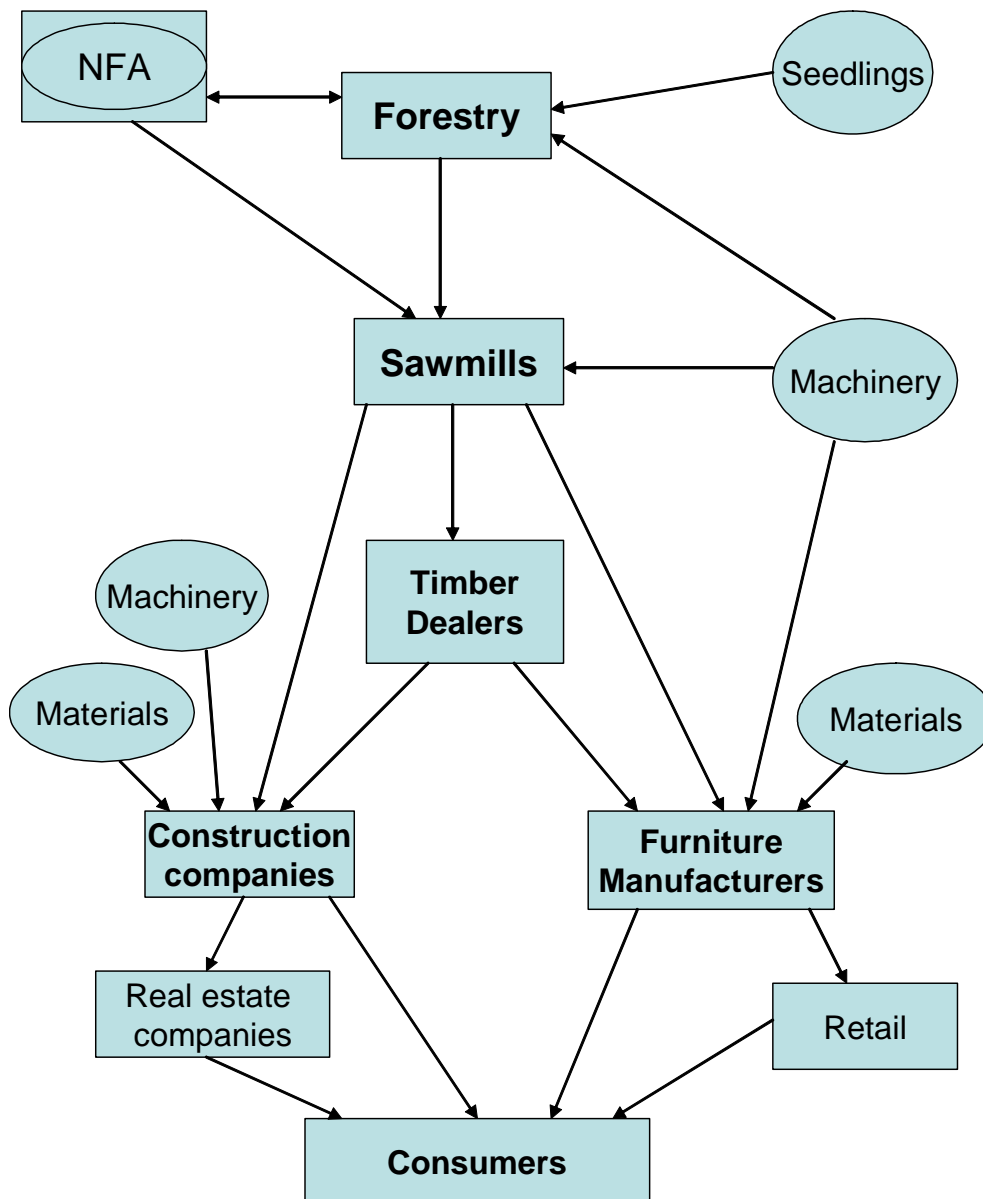 NFA
Seedlings
Forestry
Sawmills
Machinery
Timber
Dealers
Machinery
Materials
Materials
Construction
companies
Furniture
Manufacturers
Real estate
companies
Retail
Consumers